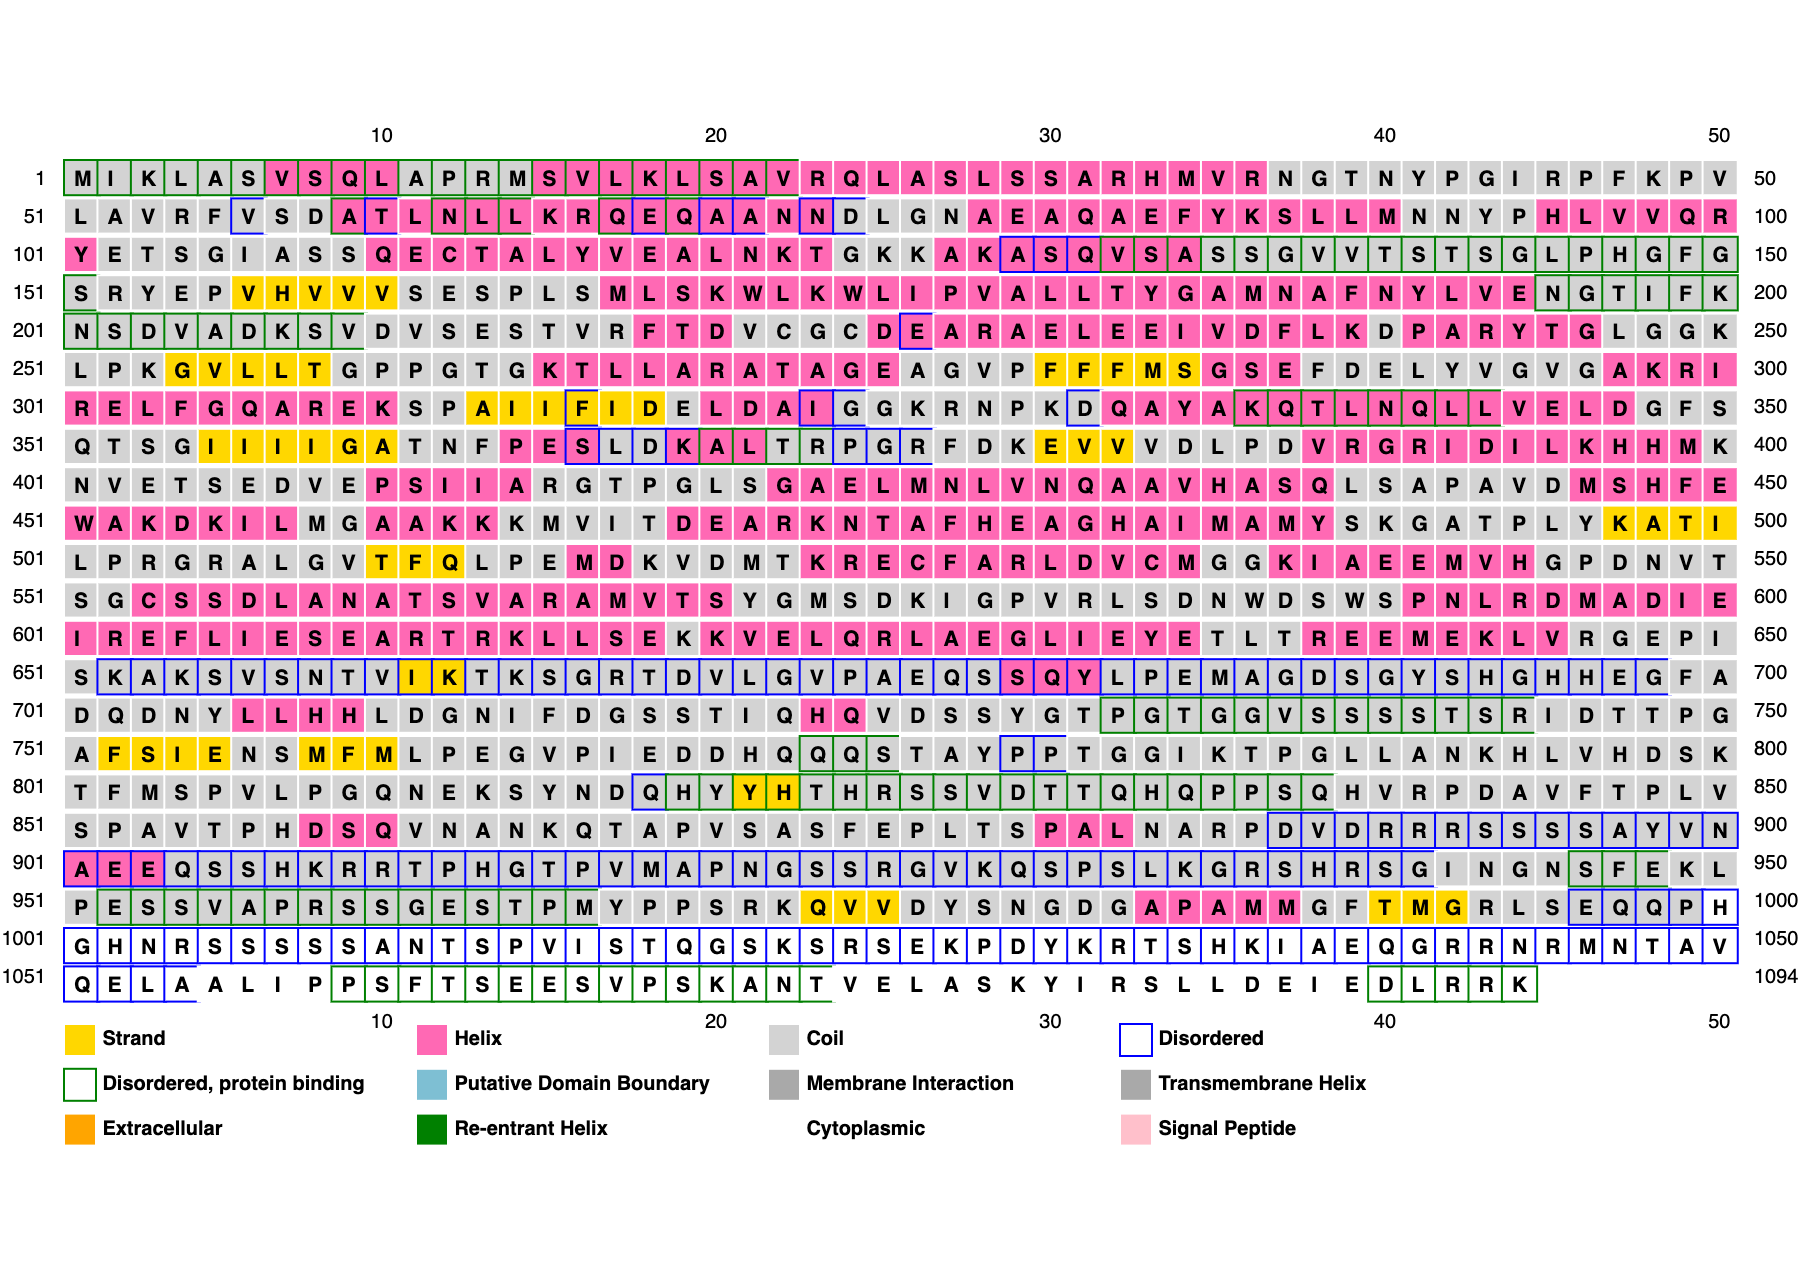 10 20 30 40 50
1 M I K L A S V S Q L A P R M S V L K L S A V R Q L A S L S S A R H M V R N G T N Y P G I R P F K P V 50
51 L A V R F V S D A T L N L L K R Q E Q A A N N D L G N A E A Q A E F Y K S L L M N N Y P H L V V Q R 100
101 Y E T S G I A S S Q E C T A L Y V E A L N K T G K K A K A S Q V S A S S G V V T S T S G L P H G F G 150
151 S R Y E P V H V V V S E S P L S M L S K W L K W L I P V A L L T Y G A M N A F N Y L V E N G T I F K 200
201 N S D V A D K S V D V S E S T V R F T D V C G C D E A R A E L E E I V D F L K D P A R Y T G L G G K 250
251 L P K G V L L T G P P G T G K T L L A R A T A G E A G V P F F F M S G S E F D E L Y V G V G A K R I 300
301 R E L F G Q A R E K S P A I I F I D E L D A I G G K R N P K D Q A Y A K Q T L N Q L L V E L D G F S 350
351 Q T S G I I I I G A T N F P E S L D K A L T R P G R F D K E V V V D L P D V R G R I D I L K H H M K 400
401 N V E T S E D V E P S I I A R G T P G L S G A E L M N L V N Q A A V H A S Q L S A P A V D M S H F E 450
451 W A K D K I L M G A A K K K M V I T D E A R K N T A F H E A G H A I M A M Y S K G A T P L Y K A T I 500
501 L P R G R A L G V T F Q L P E M D K V D M T K R E C F A R L D V C M G G K I A E E M V H G P D N V T 550
551 S G C S S D L A N A T S V A R A M V T S Y G M S D K I G P V R L S D N W D S W S P N L R D M A D I E 600
601 I R E F L I E S E A R T R K L L S E K K V E L Q R L A E G L I E Y E T L T R E E M E K L V R G E P I 650
651 S K A K S V S N T V I K T K S G R T D V L G V P A E Q S S Q Y L P E M A G D S G Y S H G H H E G F A 700
701 D Q D N Y L L H H L D G N I F D G S S T I Q H Q V D S S Y G T P G T G G V S S S S T S R I D T T P G 750
751 A F S I E N S M F M L P E G V P I E D D H Q Q Q S T A Y P P T G G I K T P G L L A N K H L V H D S K 800
801 T F M S P V L P G Q N E K S Y N D Q H Y Y H T H R S S V D T T Q H Q P P S Q H V R P D A V F T P L V 850
851 S P A V T P H D S Q V N A N K Q T A P V S A S F E P L T S P A L N A R P D V D R R R S S S S A Y V N 900
901 A E E Q S S H K R R T P H G T P V M A P N G S S R G V K Q S P S L K G R S H R S G I N G N S F E K L 950
951 P E S S V A P R S S G E S T P M Y P P S R K Q V V D Y S N G D G A P A M M G F T M G R L S E Q Q P H 1000
1001 G H N R S S S S S A N T S P V I S T Q G S K S R S E K P D Y K R T S H K I A E Q G R R N R M N T A V 1050
1051 Q E L A A L I P P S F T S E E S V P S K A N T V E L A S K Y I R S L L D E I E D L R R K 1094
10 20 30 40 50
Strand Helix Coil Disordered
Disordered, protein binding Putative Domain Boundary Membrane Interaction Transmembrane Helix
Extracellular Re-entrant Helix Cytoplasmic Signal Peptide